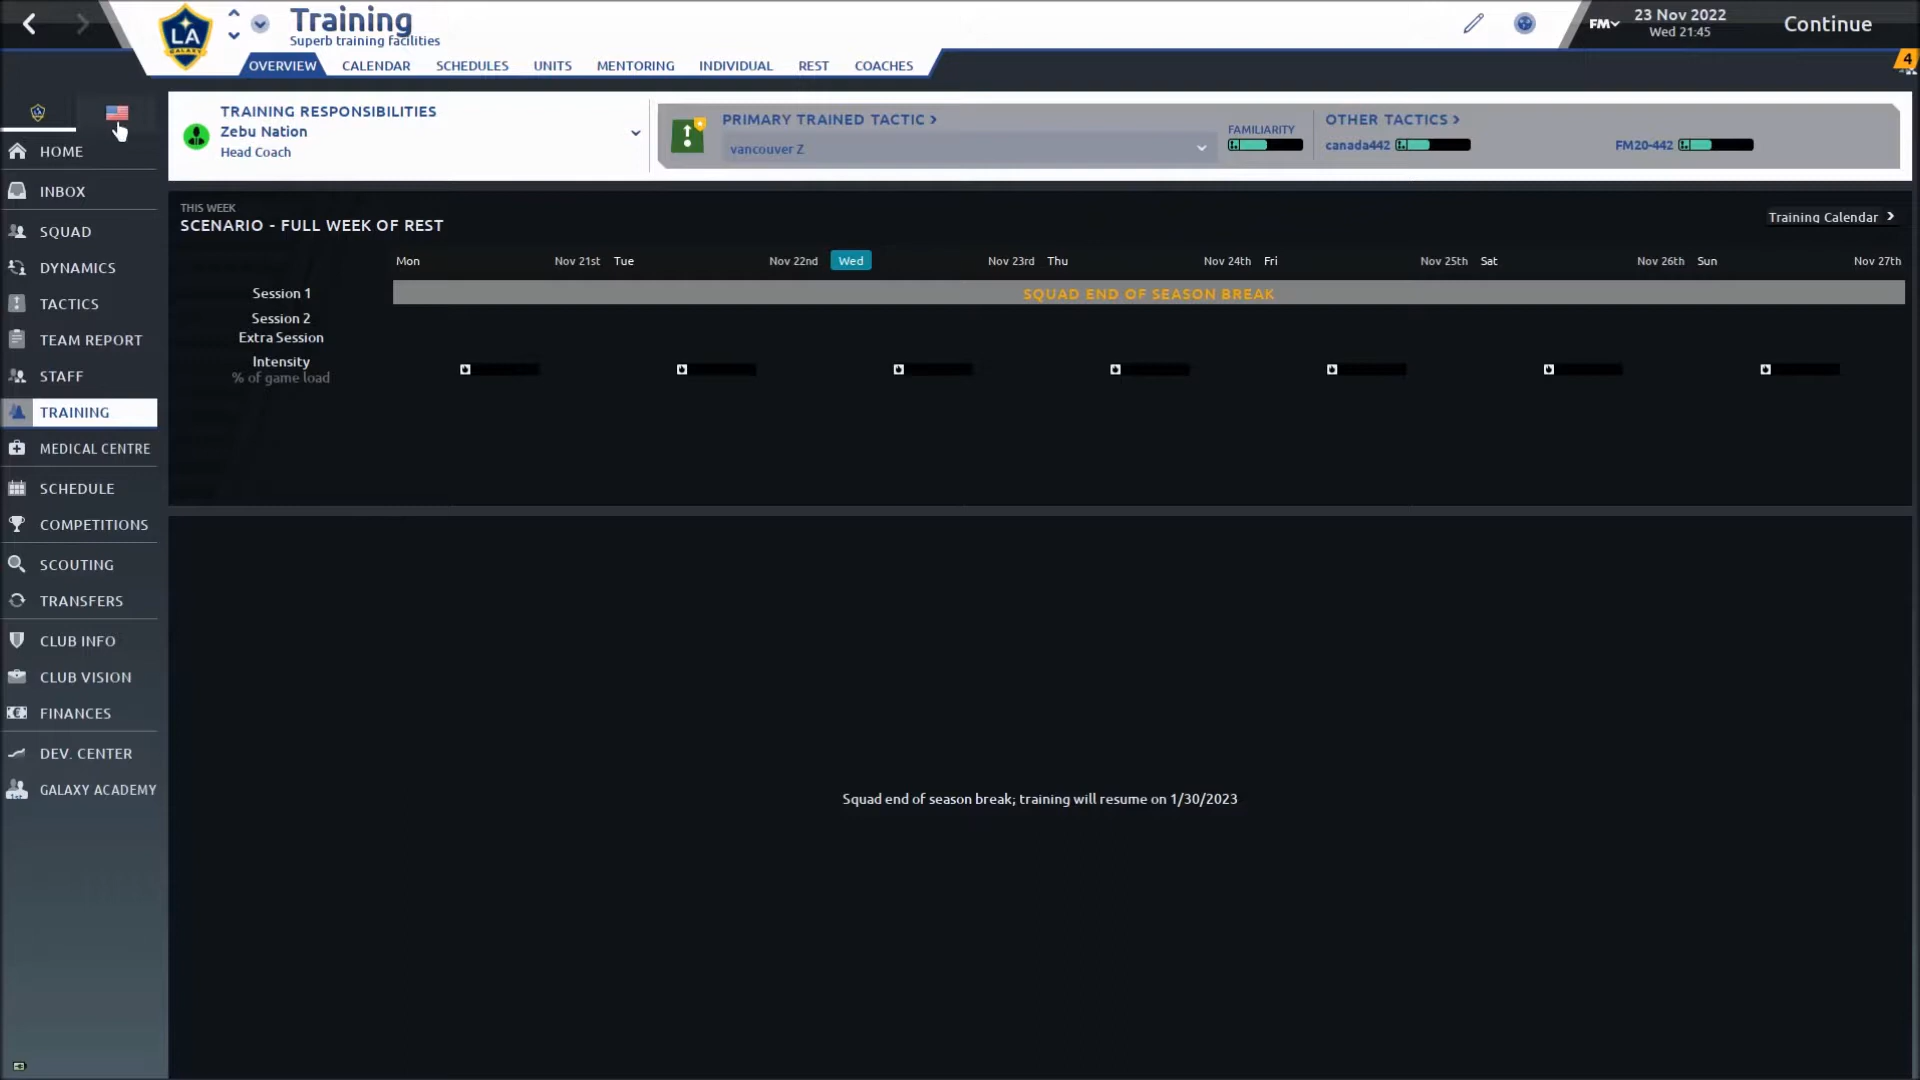 LA
GALAXY
Training
Superb training facilities
OVERVIEW CALENDAR SCHEDULES UNITS MENTORING INDIVIDUAL REST COACHES
FM
23 Nov 2022
Wed 21:45
Continue
4
HOME
INBOX
SQUAD
DYNAMICS
TACTICS
TEAM REPORT
STAFF
TRAINING
MEDICAL CENTRE
SCHEDULE
COMPETITIONS
SCOUTING
TRANSFERS
CLUB INFO
CLUB VISION
FINANCES
DEV. CENTER
GALAXY ACADEMY
TRAINING RESPONSIBILITIES
Zebu Nation
Head Coach
PRIMARY TRAINED TACTIC >
vancouver Z
FAMILIARITY
OTHER TACTICS >
canada442
FM20-442
THIS WEEK
SCENARIO - FULL WEEK OF REST
Training Calendar >
Mon Nov 21st Tue Nov 22nd Wed Nov 23rd Thu Nov 24th Fri Nov 25th Sat Nov 26th Sun Nov 27th
Session 1
SQUAD END OF SEASON BREAK
Session 2
Extra Session
Intensity
% of game load
Squad end of season break; training will resume on 1/30/2023